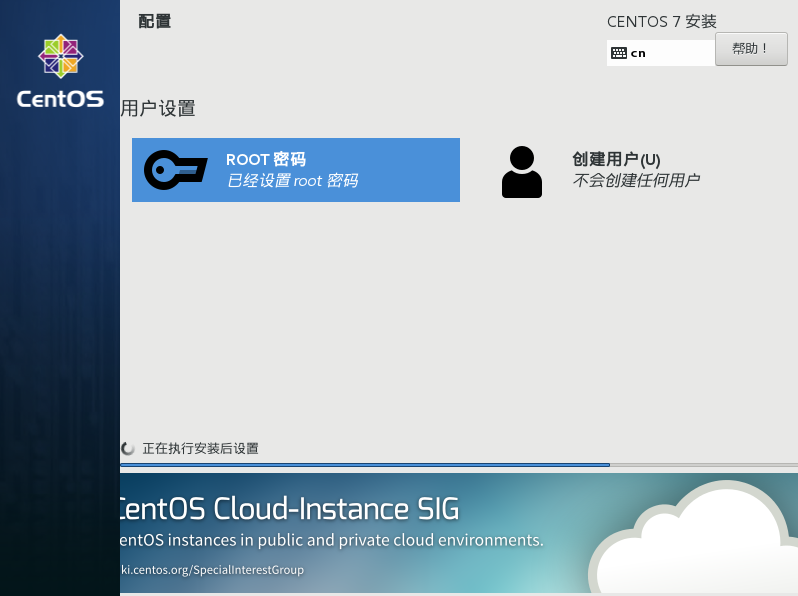 CentOS
配置
CENTOS 7 安装
cn
帮助！
用户设置
ROOT 密码
已经设置 root 密码
创建用户(U)
不会创建任何用户
正在执行安装后设置
CentOS Cloud-Instance SIG
entOS instances in public and private cloud environments.
ki.centos.org/SpecialInterestGroup